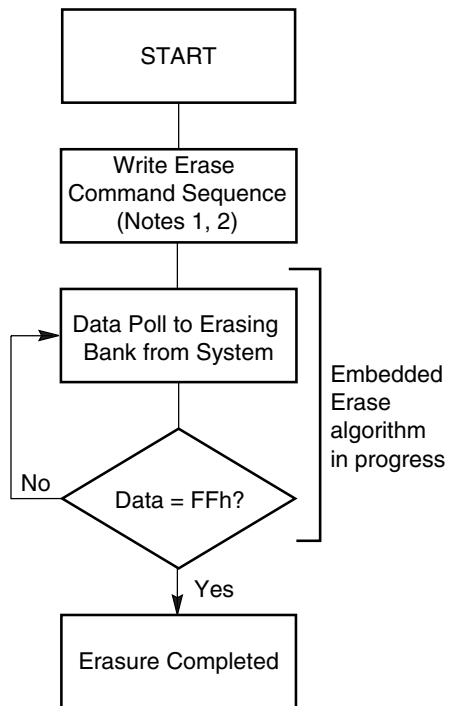 START
Write Erase
Command Sequence
(Notes 1, 2)
Data Poll to Erasing
Bank from System
Embedded
Erase
algorithm
in progress
No
Data = FFh?
Yes
Erasure Completed